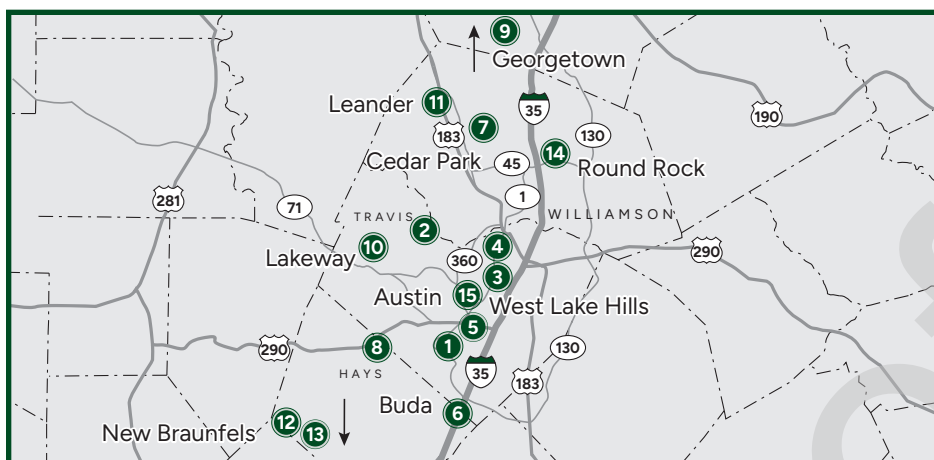 9
Georgetown
Leander
11
35
190
183
7
130
Cedar Park
45
14
Round Rock
281
71
1
TRAVIS
WILLIAMSON
2
10
4
290
Lakeway
360
3
Austin
15
West Lake Hills
5
290
8
1
130
HAYS
35
183
Buda
6
12
New Braunfels
13